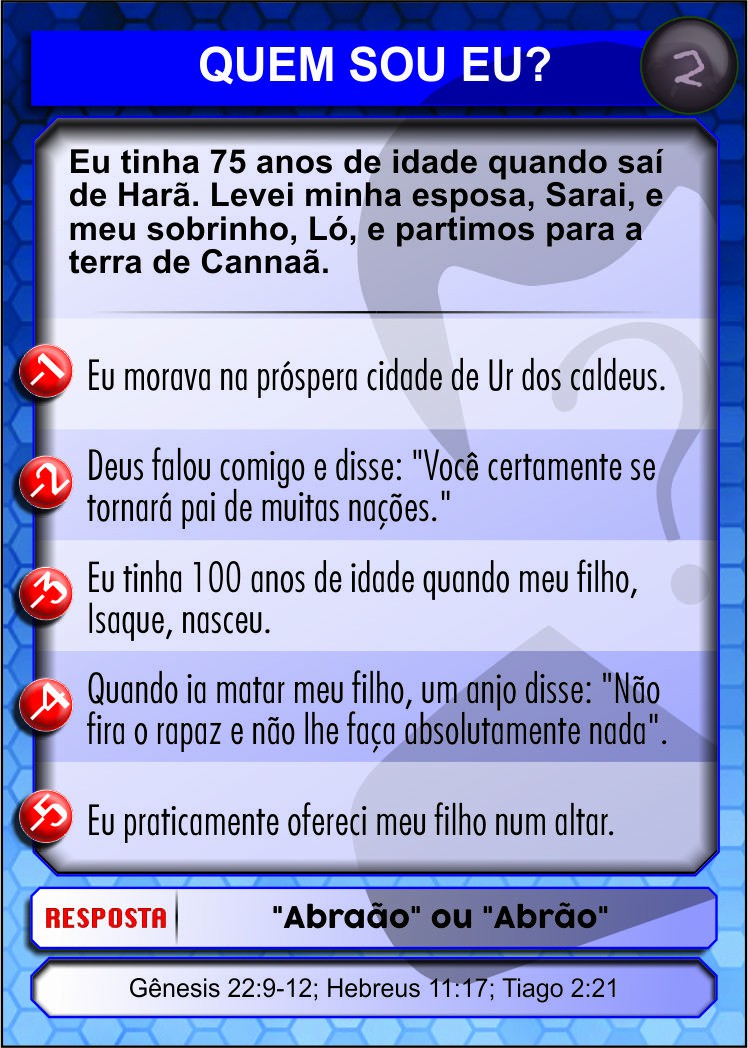 QUEM SOU EU?
2
Eu tinha 75 anos de idade quando saí
de Harã. Levei minha esposa, Sarai, e
meu sobrinho, Ló, e partimos para a
terra de Cannaã.
1
Eu morava na próspera cidade de Ur dos caldeus.
2
Deus falou comigo e disse: "Você certamente se
tornará pai de muitas nações."
3
Eu tinha 100 anos de idade quando meu filho,
Isaque, nasceu.
4
Quando ia matar meu filho, um anjo disse: "Não
fira o rapaz e não lhe faça absolutamente nada".
5
Eu praticamente ofereci meu filho num altar.
RESPOSTA
"Abraão" ou "Abrão"
Gênesis 22:9-12; Hebreus 11:17; Tiago 2:21